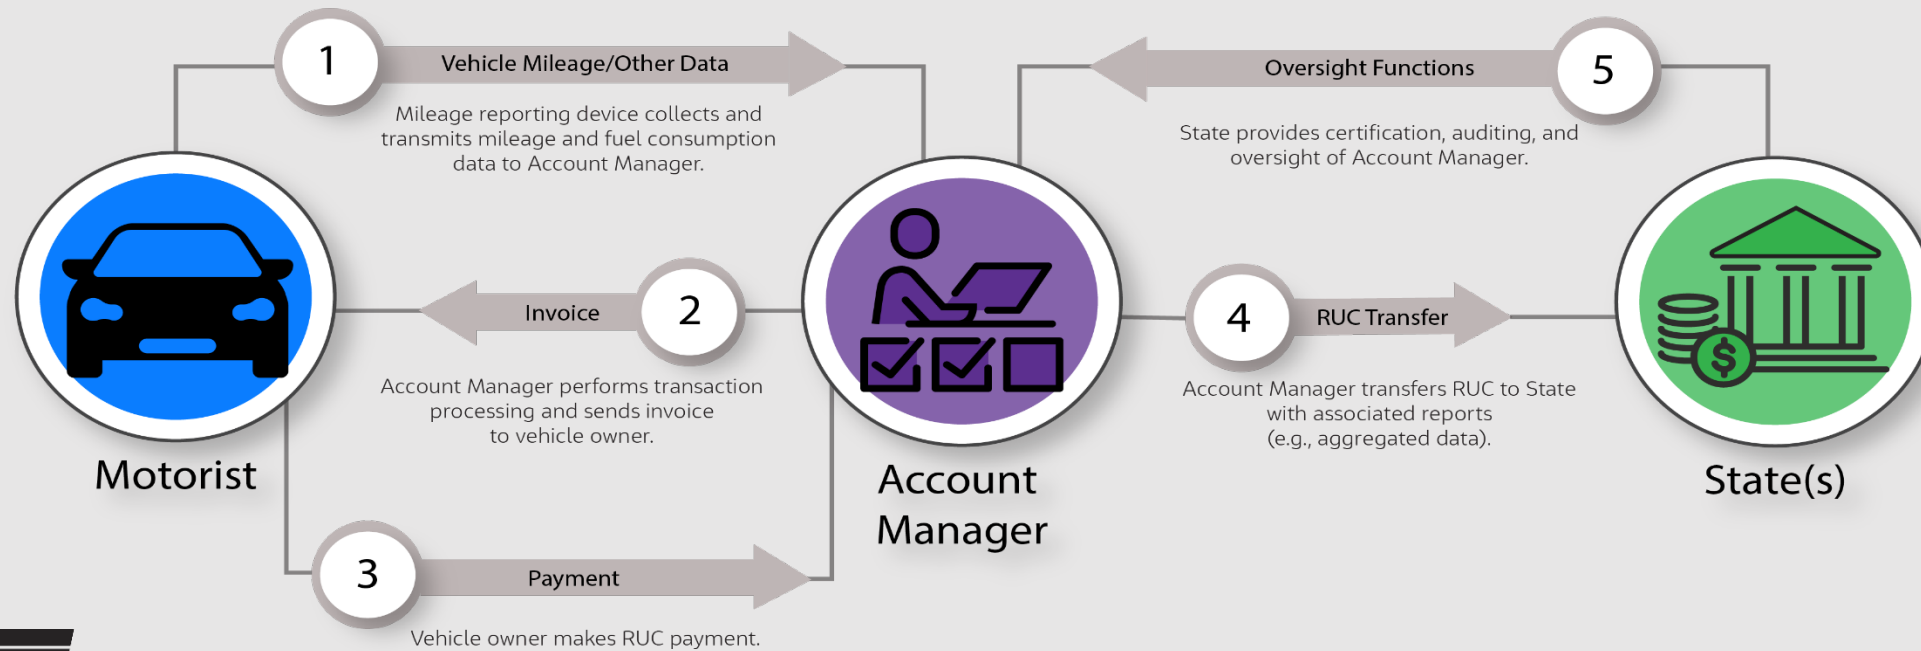 1
Vehicle Mileage/Other Data
Mileage reporting device collects and
transmits mileage and fuel consumption
data to Account Manager.
Oversight Functions
5
State provides certification, auditing, and
oversight of Account Manager.
Invoice
2
Account Manager performs transaction
processing and sends invoice
to vehicle owner.
4
RUC Transfer
Account Manager transfers RUC to State
with associated reports
(e.g., aggregated data).
$
Motorist
Account
Manager
State(s)
3
Payment
Vehicle owner makes RUC payment.